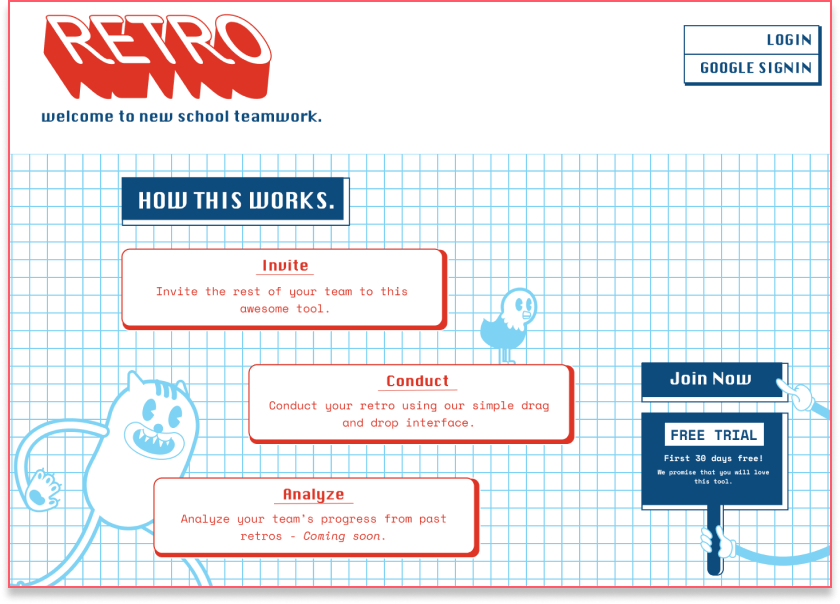 RETRO
welcome to new school teamwork.
LOGIN
GOOGLE SIGNIN
HOW THIS WORKS.
Invite
Invite the rest of your team to this
awesome tool.
Conduct
Conduct your retro using our simple drag
and drop interface.
Analyze
Analyze your team's progress from past
retros - Coming soon.
Join Now
FREE TRIAL
First 30 days free!
We promise that you will love
this tool.